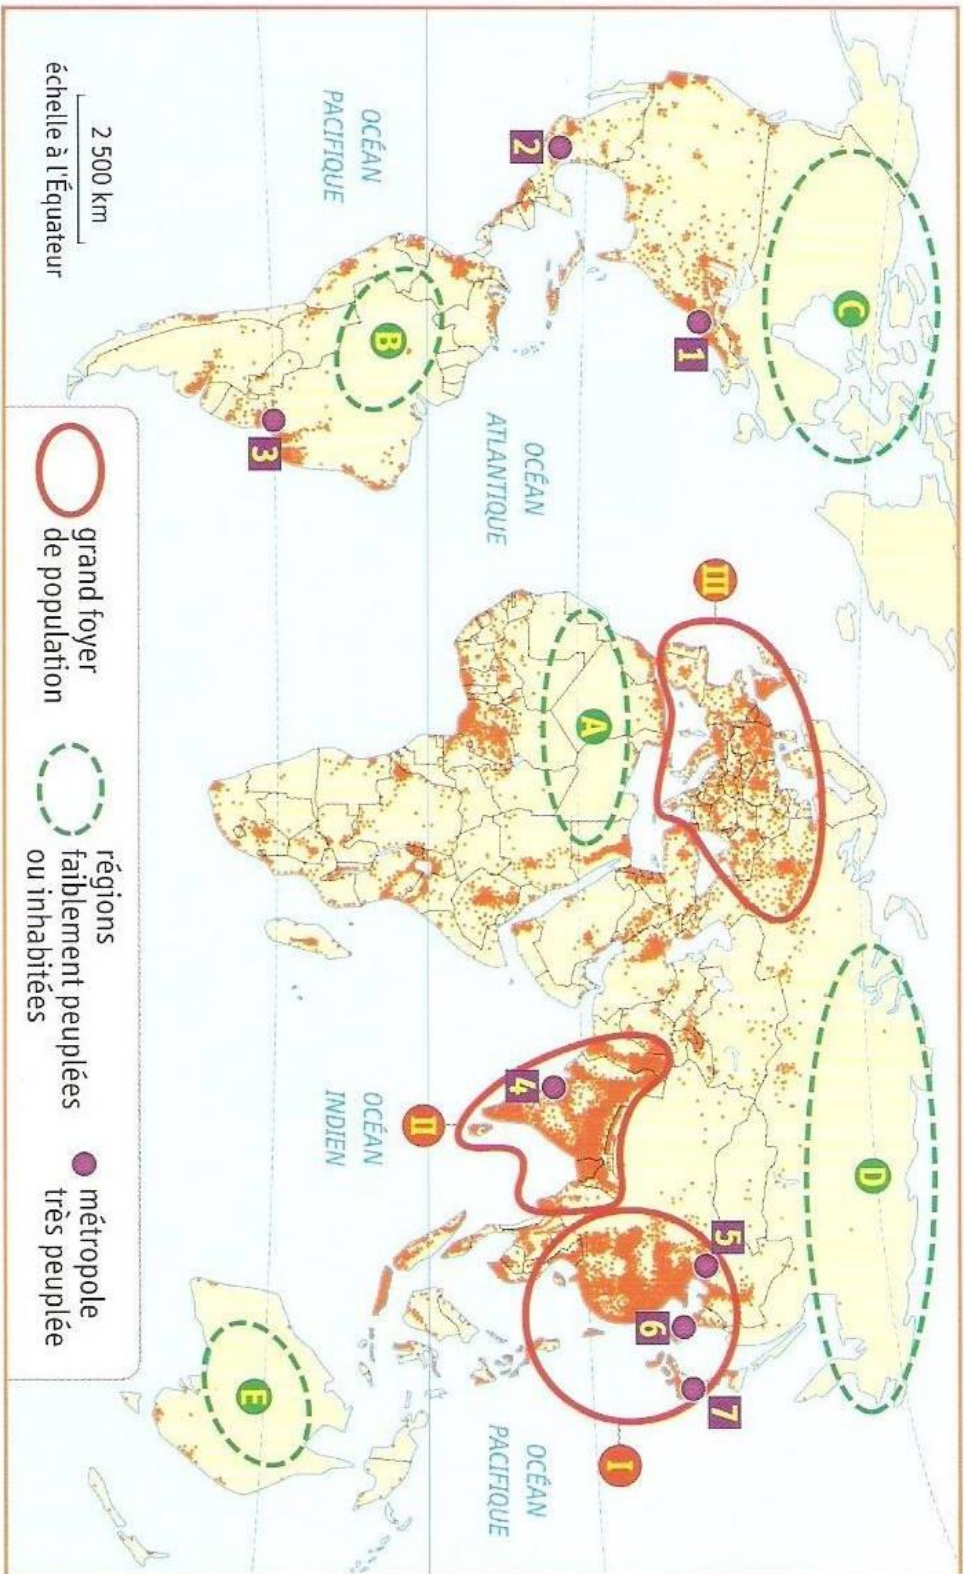 C
D
III
1
5
7
6
I
2
A
4
OCÉAN
PACIFIQUE
OCÉAN
ATLANTIQUE
OCÉAN
PACIFIQUE
II
B
OCÉAN
INDIEN
3
E
2 500 km
échelle à l'Équateur
grand foyer
de population
régions
faiblement peuplées
ou inhabitées
métropole
très peuplée